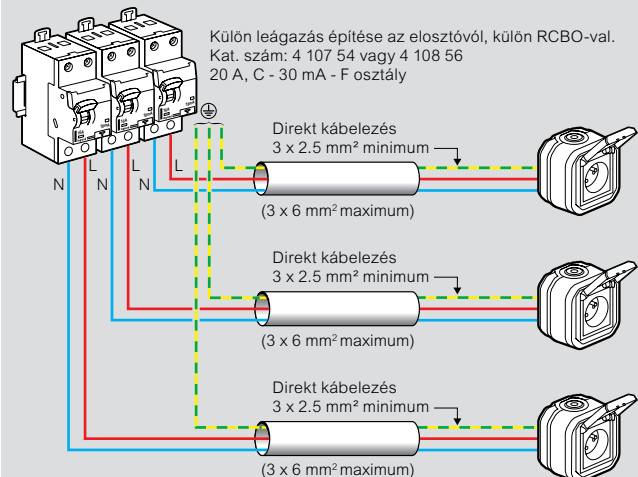 Külön leágazás építése az elosztóvól, külön RCBO-val.
Kat. szám: 4 107 54 vagy 4 108 56
20 A, C - 30 mA - F osztály
Direkt kábelezés
3 x 2.5 mm² minimum
L
L
L
N
N
N
(3 x 6 mm² maximum)
Direkt kábelezés
3 x 2.5 mm² minimum
(3 x 6 mm² maximum)
Direkt kábelezés
3 x 2.5 mm² minimum
(3 x 6 mm² maximum)